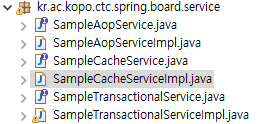 kr.ac.kopo.ctc.spring.board.service
SampleAopService.java
SampleAopServiceImpl.java
SampleCacheService.java
SampleCacheServiceImpl.java
SampleTransactionalService.java
SampleTransactionalServiceImpl.java